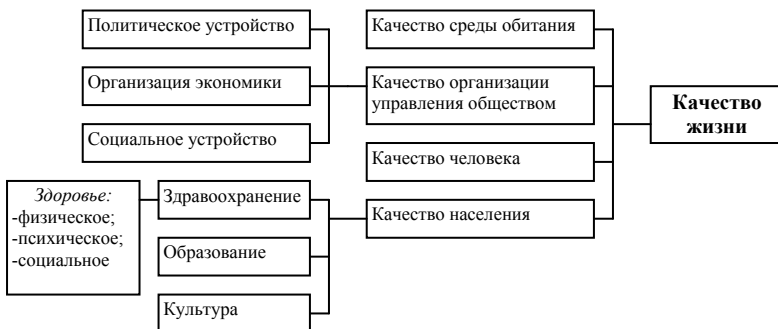 Политическое устройство
Качество среды обитания
Организация экономики
Качество организации
управления обществом
Качество
жизни
Социальное устройство
Качество человека
Здоровье:
-физическое;
-психическое;
-социальное
Здравоохранение
Качество населения
Образование
Культура